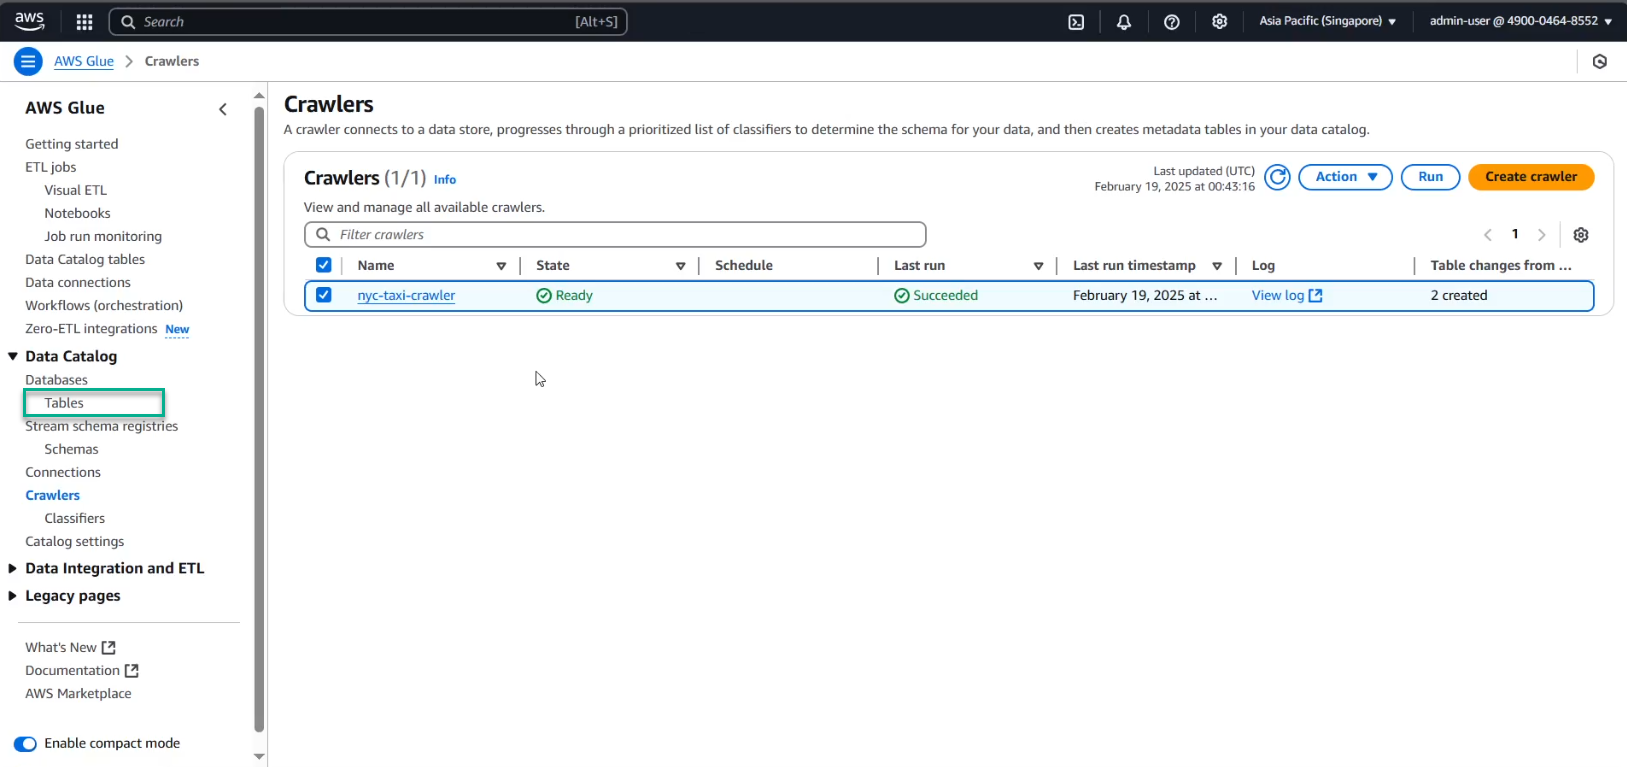 aws
Search [Alt+S]
Asia Pacific (Singapore)
admin-user @ 4900-0464-8552
AWS Glue > Crawlers
AWS Glue
Getting started
ETL jobs
Visual ETL
Notebooks
Job run monitoring
Data Catalog tables
Data connections
Workflows (orchestration)
Zero-ETL integrations New
Data Catalog
Databases
Tables
Stream schema registries
Schemas
Connections
Crawlers
Classifiers
Catalog settings
Data Integration and ETL
Legacy pages
What's New
Documentation
AWS Marketplace
Enable compact mode
Crawlers
A crawler connects to a data store, progresses through a prioritized list of classifiers to determine the schema for your data, and then creates metadata tables in your data catalog.
Crawlers (1/1) Info
Last updated (UTC)
February 19, 2025 at 00:43:16
Action
Run
Create crawler
View and manage all available crawlers.
Filter crawlers
1
Name State Schedule Last run Last run timestamp Log Table changes from ...
nyc-taxi-crawler Ready Succeeded February 19, 2025 at ... View log 2 created